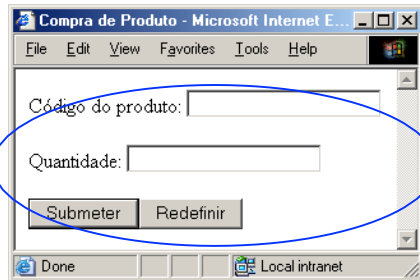 Compra de Produto - Microsoft Internet E...
File Edit View Favorites Tools Help
Código do produto:
Quantidade:
Submeter Redefinir
Done Local intranet